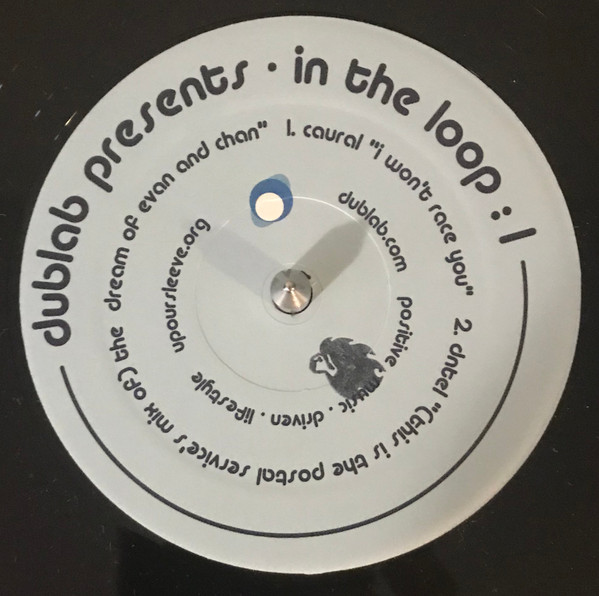 dublab presents · in the loop : 1
1. caural "i won't race you" 2. dntel "(this is the postal service's mix of) the dream of evan and chan"
dublab.com positive music . driven . lifestyle upoursleeve.org